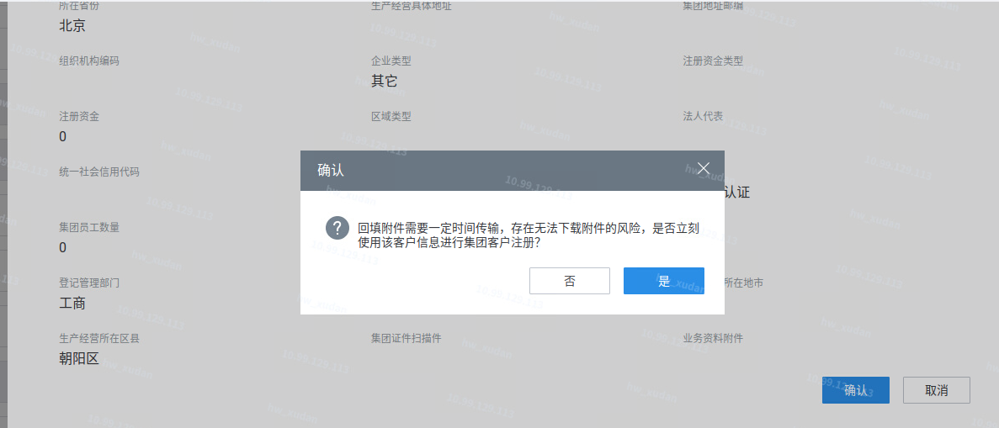 所在省份 生产经营具体地址 集团地址邮编
北京
组织机构编码 企业类型 注册资金类型
其它
注册资金 区域类型 法人代表
0
统一社会信用代码
认证
集团员工数量
0
登记管理部门 所在地市
工商
生产经营所在区县 集团证件扫描件 业务资料附件
朝阳区
确认
回填附件需要一定时间传输，存在无法下载附件的风险，是否立刻
使用该客户信息进行集团客户注册？
否 是
确认 取消
hw_xudan
10.99.129.113